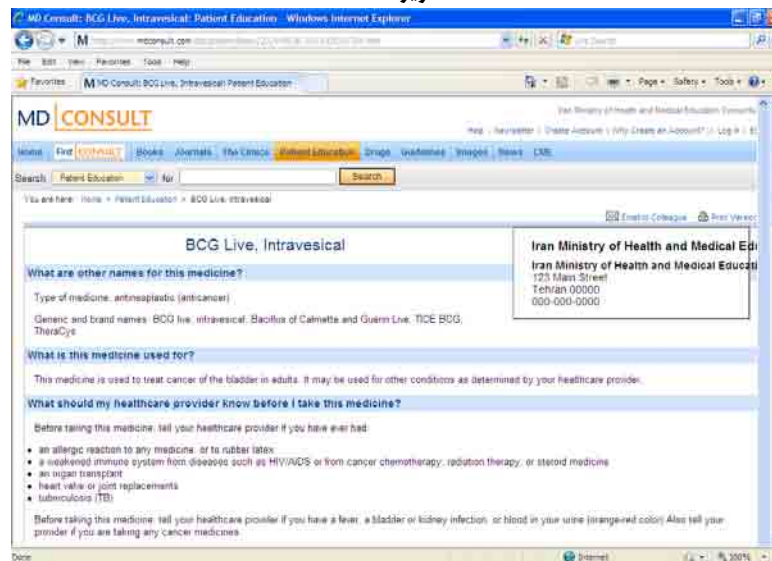 MD Consult: BCG Live, Intravesical: Patient Education - Windows Internet Explorer
mdconsult.com
File Edit View Favorites Tools Help
Favorites MD Consult: BCG Live, Intravesical: Patient Education
Page Safety Tools
MD CONSULT
Iran Ministry of Health and Medical Education
Help | Newsletter | Create Account | Why Create an Account? | Log In
Home First CONSULT Books Journals The Clinics Patient Education Drugs Guidelines Images News CME
Search Patient Education for Search
You are here: Home > Patient Education > BCG Live, Intravesical
Email to Colleague Print Version
BCG Live, Intravesical
Iran Ministry of Health and Medical Edu
Iran Ministry of Health and Medical Educati
123 Main Street
Tehran 00000
000-000-0000
What are other names for this medicine?
Type of medicine: antineoplastic (anticancer)
Generic and brand names: BCG live, intravesical; Bacillus of Calmette and Guerin Live; TICE BCG;
TheraCys
What is this medicine used for?
This medicine is used to treat cancer of the bladder in adults. It may be used for other conditions as determined by your healthcare provider.
What should my healthcare provider know before I take this medicine?
Before taking this medicine, tell your healthcare provider if you have ever had:
• an allergic reaction to any medicine, or to rubber latex
• a weakened immune system from diseases such as HIV/AIDS or from cancer chemotherapy, radiation therapy, or steroid medicine
• an organ transplant
• heart valve or joint replacements
• tuberculosis (TB)
Before taking this medicine, tell your healthcare provider if you have a fever, a bladder or kidney infection, or blood in your urine (orange-red color) Also tell your
provider if you are taking any cancer medicines.
Done Internet 100%